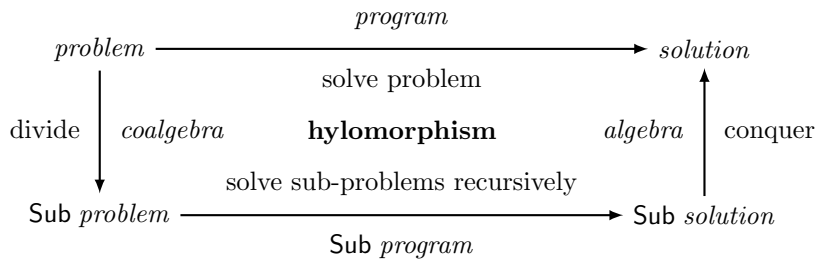 program
problem solution
solve problem
divide coalgebra hylomorphism algebra conquer
solve sub-problems recursively
Sub problem Sub solution
Sub program